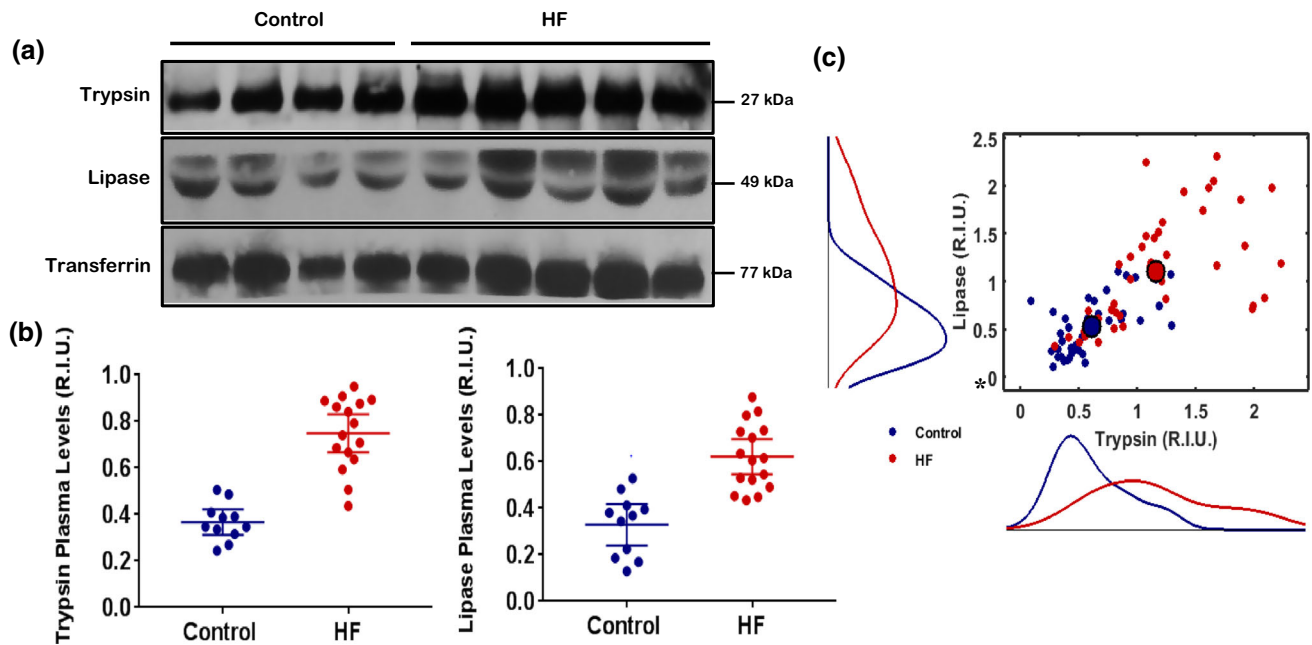 (a)
Control HF
Trypsin 27 kDa
Lipase 49 kDa
Transferrin 77 kDa
(b)
Trypsin Plasma Levels (R.I.U.)
1.0
0.8
0.6
0.4
0.2
0.0
Control HF
Lipase Plasma Levels (R.I.U.)
1.0
0.8
0.6
0.4
0.2
0.0
Control HF
(c)
Lipase (R.I.U.)
2.5
2
1.5
1
0.5
0
*
0 0.5 1 1.5 2
Trypsin (R.I.U.)
Control
HF